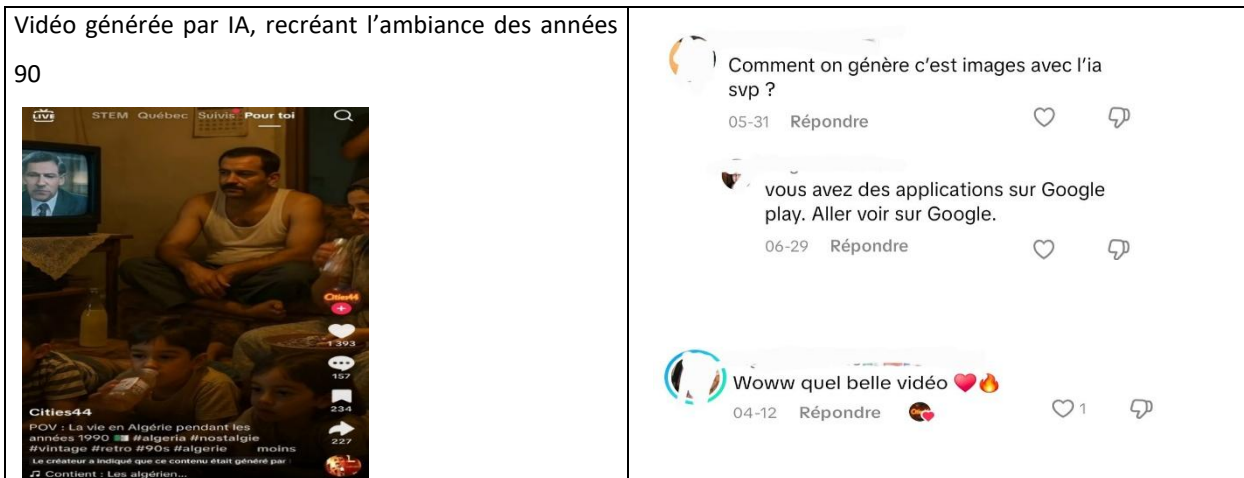 Vidéo générée par IA, recréant l’ambiance des années
90
LIVE
STEM Québec Suivis Pour toi
Cities44
1 393
157
234
227
Cities44
POV : La vie en Algérie pendant les
années 1990 🇩🇿 #algeria #nostalgie
#vintage #retro #90s #algerie moins
Le créateur a indiqué que ce contenu était généré par
Contient : Les algérien...
Comment on génère c’est images avec l’ia
svp ?
05-31 Répondre
vous avez des applications sur Google
play. Aller voir sur Google.
06-29 Répondre
Woww quel belle vidéo ❤️🔥
04-12 Répondre 1